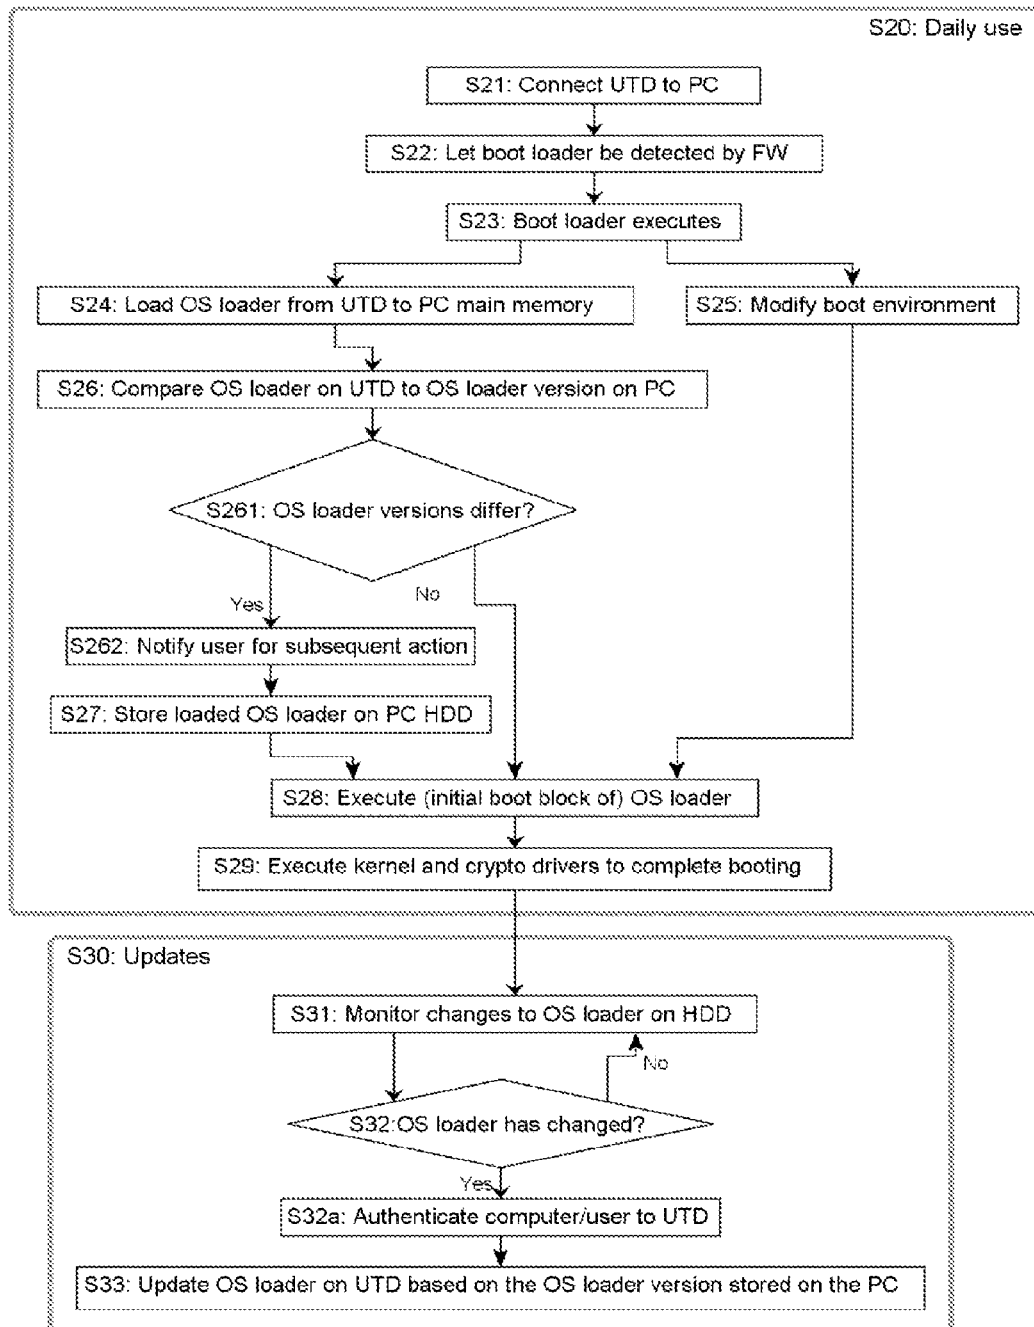 S20: Daily use
S21: Connect UTD to PC
S22: Let boot loader be detected by FW
S23: Boot loader executes
S24: Load OS loader from UTD to PC main memory
S25: Modify boot environment
S26: Compare OS loader on UTD to OS loader version on PC
S261: OS loader versions differ?
Yes
No
S262: Notify user for subsequent action
S27: Store loaded OS loader on PC HDD
S28: Execute (initial boot block of) OS loader
S29: Execute kernel and crypto drivers to complete booting
S30: Updates
S31: Monitor changes to OS loader on HDD
No
S32:OS loader has changed?
Yes
S32a: Authenticate computer/user to UTD
S33: Update OS loader on UTD based on the OS loader version stored on the PC